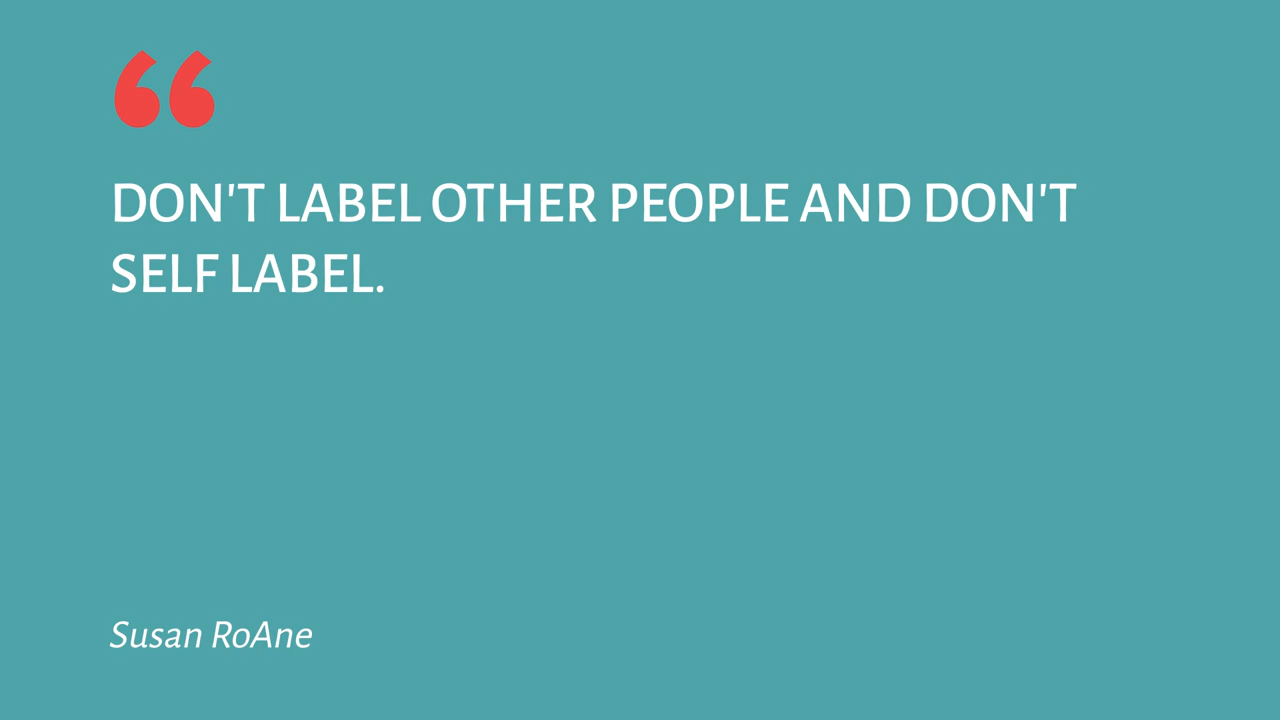 “
DON'T LABEL OTHER PEOPLE AND DON'T
SELF LABEL.
Susan RoAne